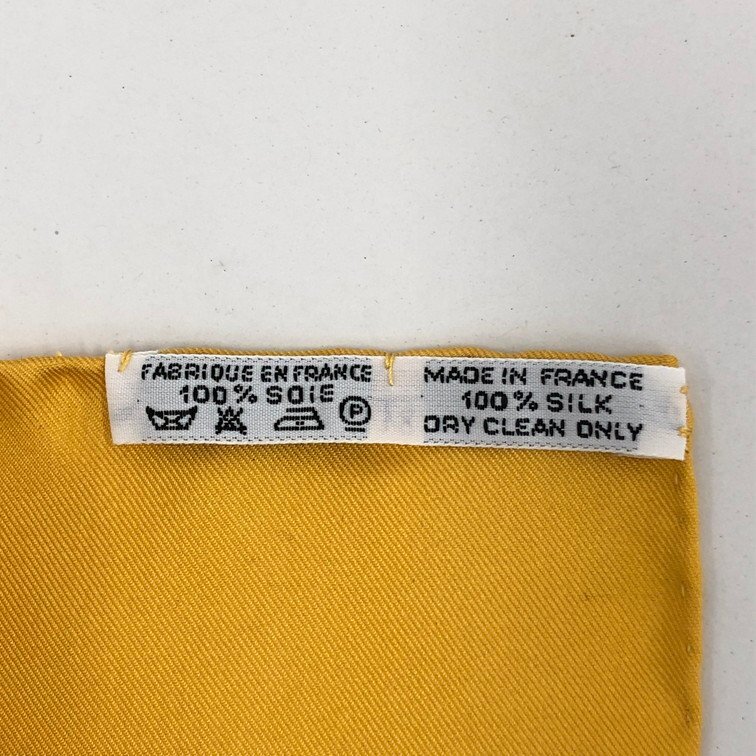 FABRIQUE EN FRANCE
100% SOIE
P
MADE IN FRANCE
100% SILK
DRY CLEAN ONLY